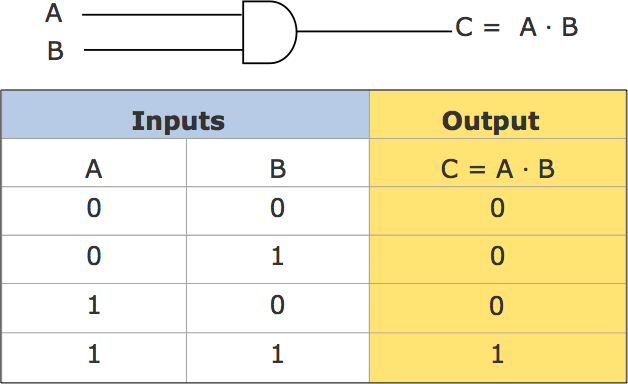 A
B
C = A · B
Inputs Output
A B C = A · B
0 0 0
0 1 0
1 0 0
1 1 1